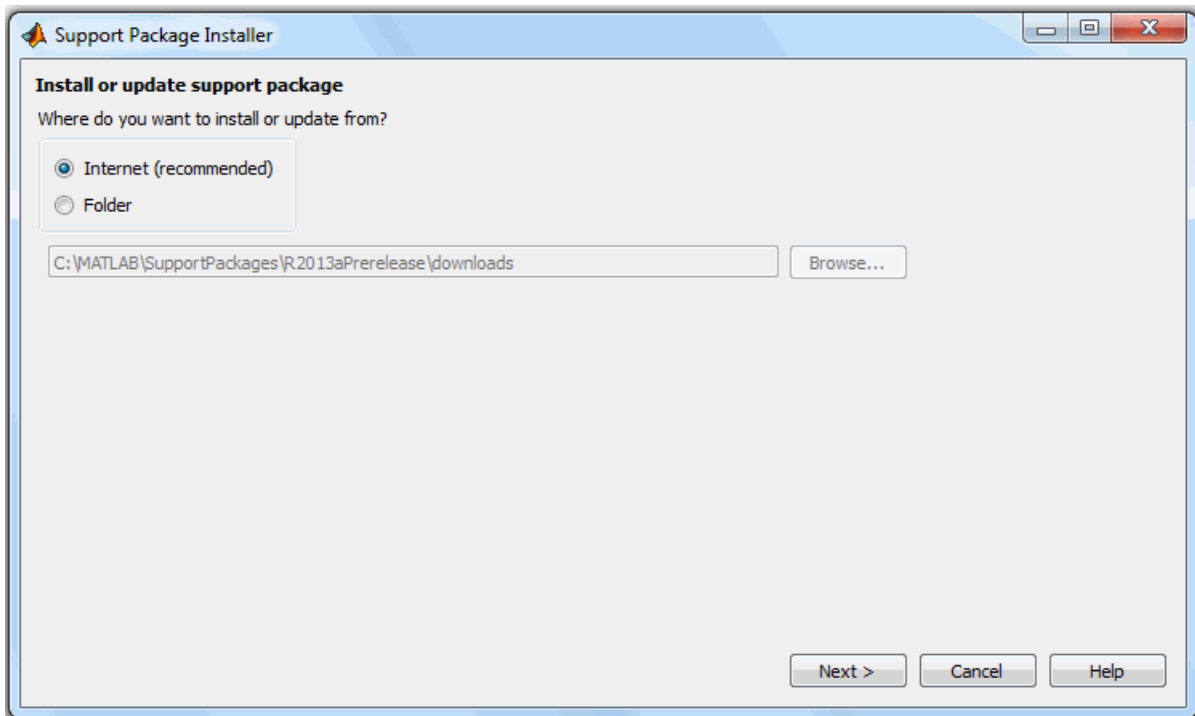 Support Package Installer
Install or update support package
Where do you want to install or update from?
Internet (recommended)
Folder
C:\MATLAB\SupportPackages\R2013aPrerelease\downloads
Browse...
Next >
Cancel
Help